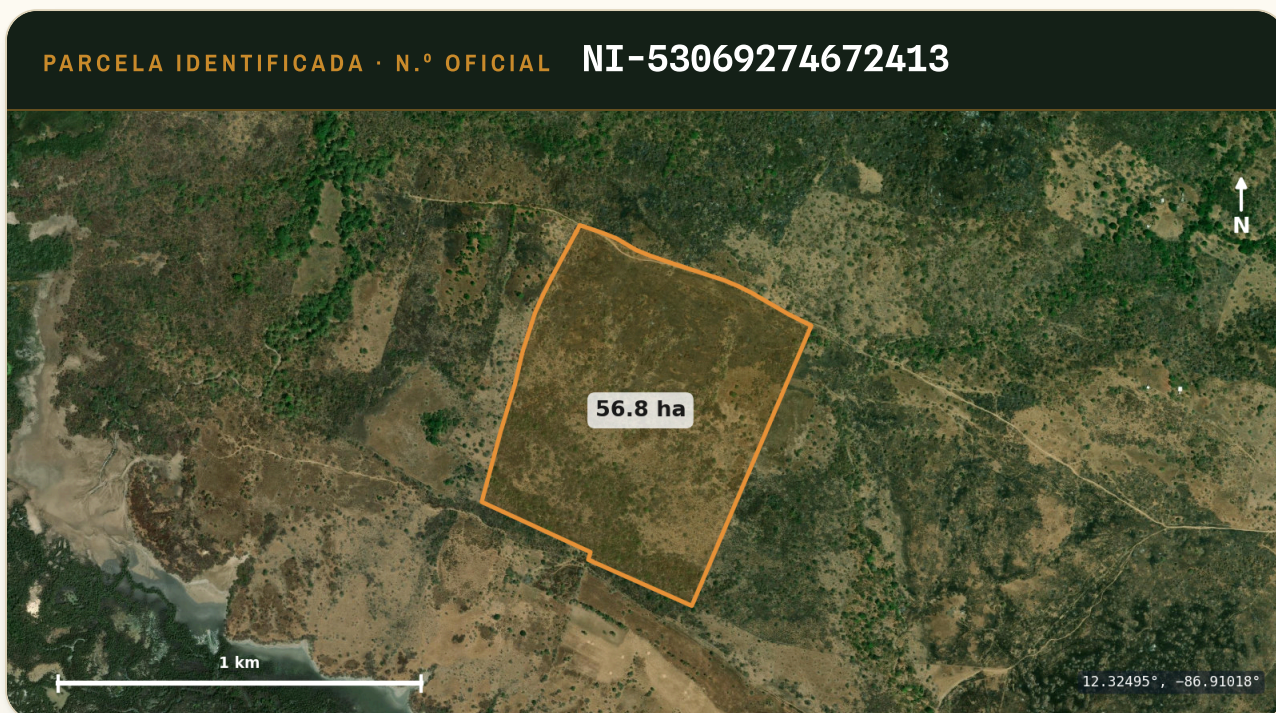 PARCELA IDENTIFICADA · N.º OFICIAL NI-53069274672413
N
56.8 ha
1 km
12.32495°, −86.91018°